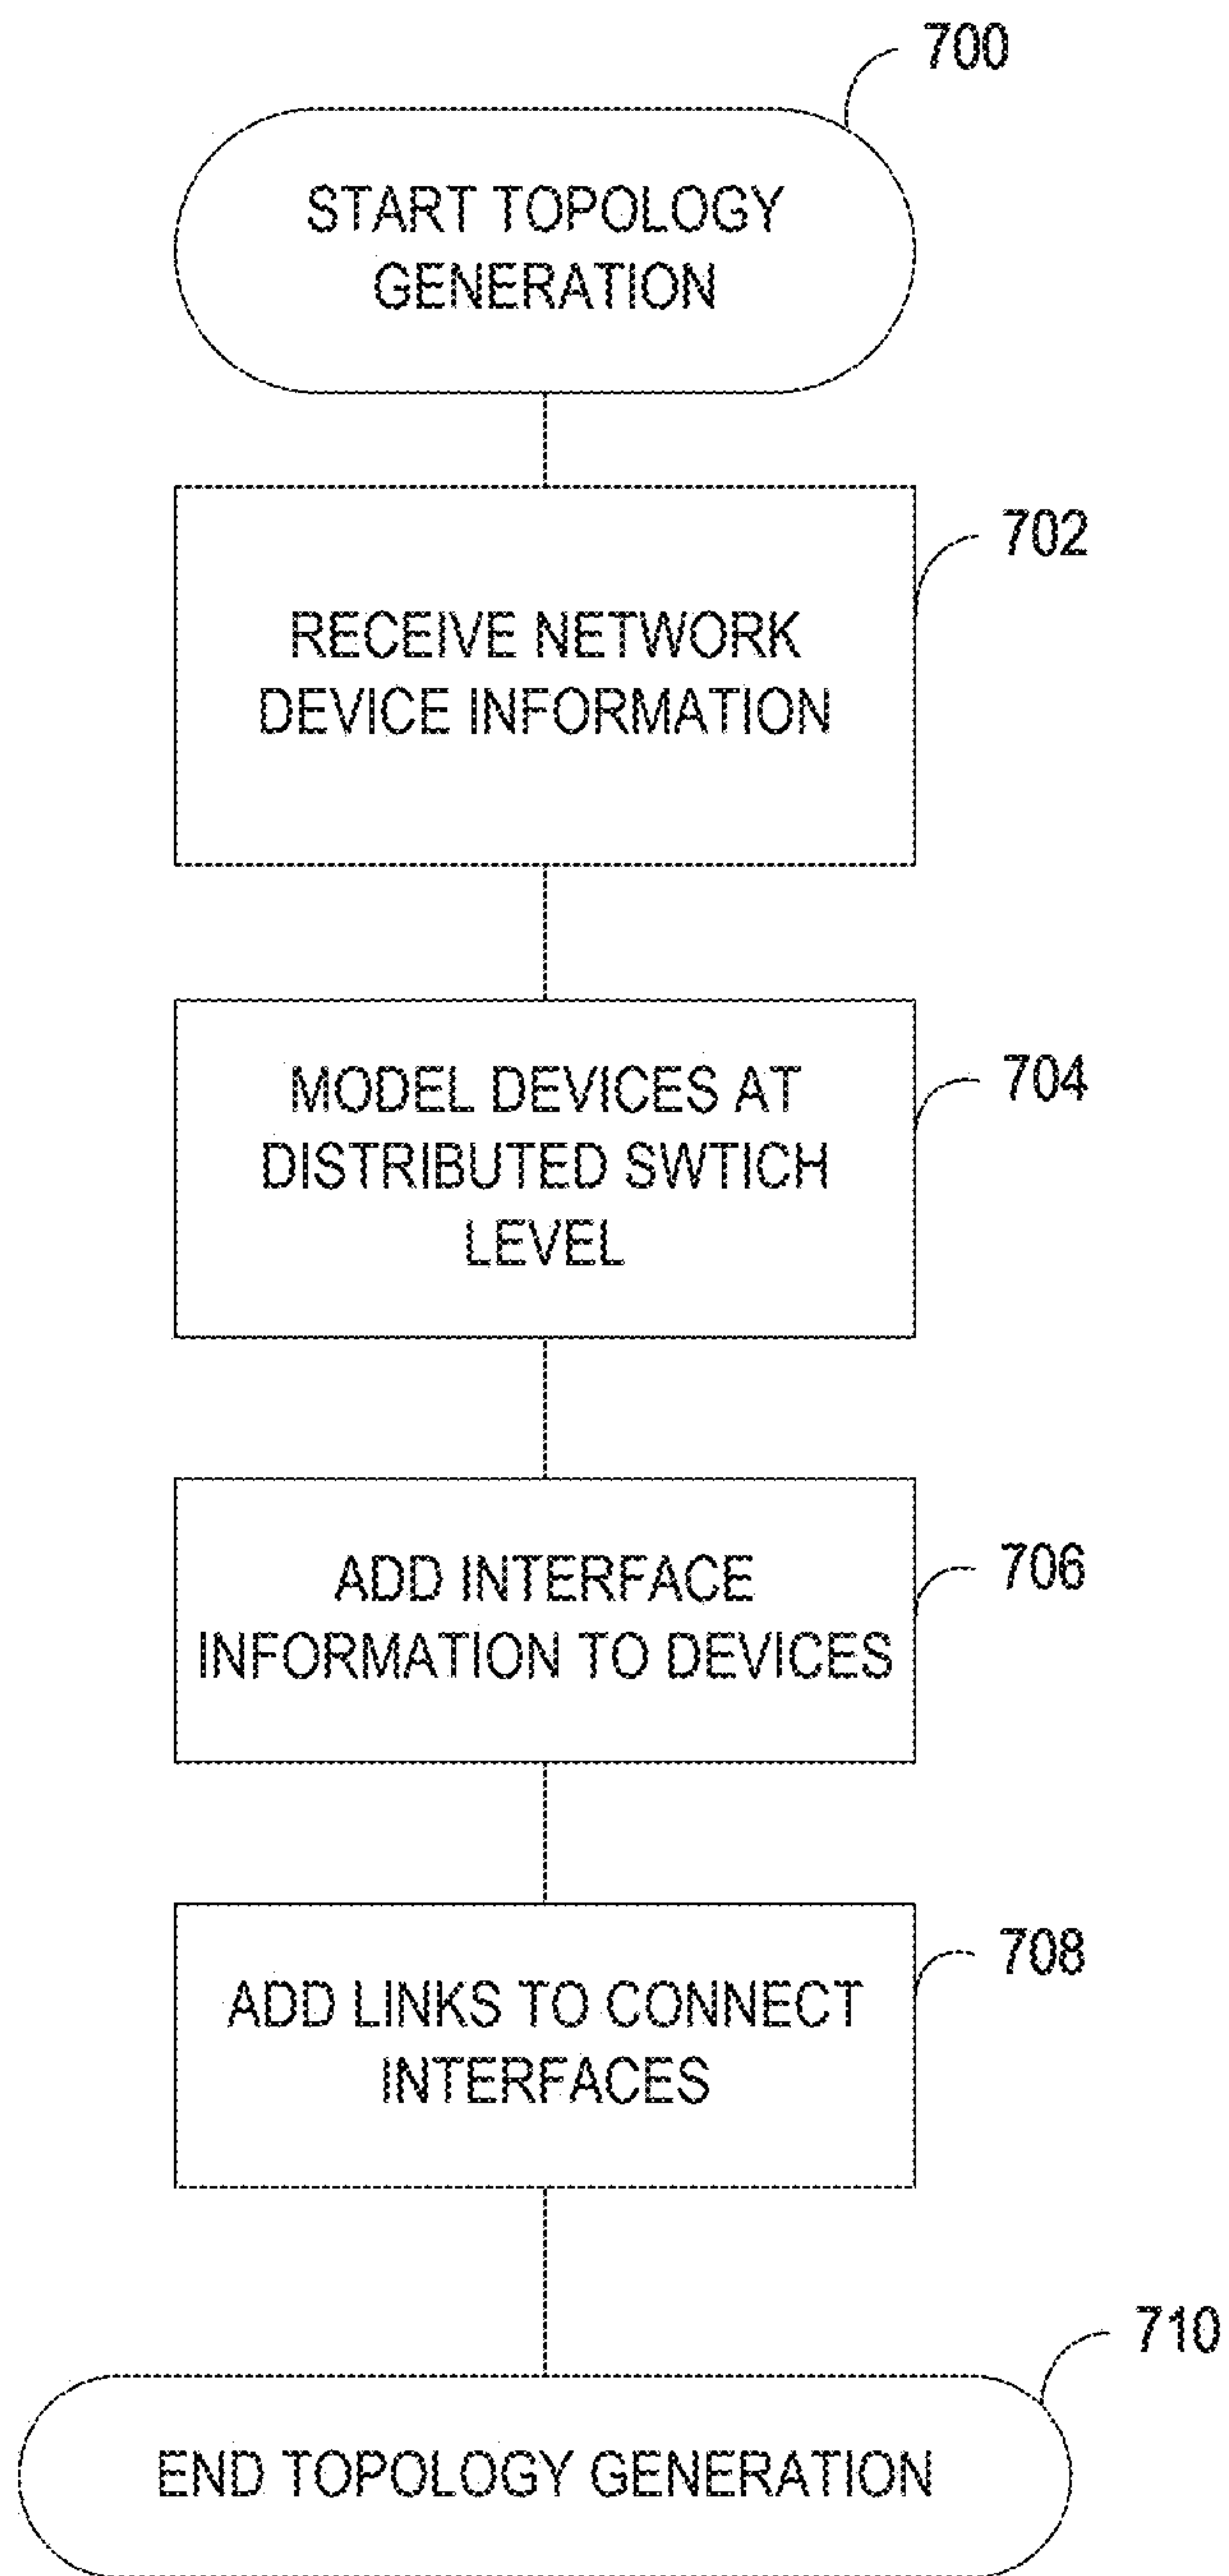 700
START TOPOLOGY
GENERATION
702
RECEIVE NETWORK
DEVICE INFORMATION
704
MODEL DEVICES AT
DISTRIBUTED SWTICH
LEVEL
706
ADD INTERFACE
INFORMATION TO DEVICES
708
ADD LINKS TO CONNECT
INTERFACES
710
END TOPOLOGY GENERATION